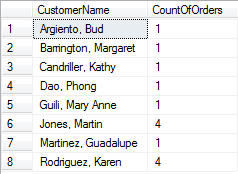 CustomerName CountOfOrders
1 Argiento, Bud 1
2 Barrington, Margaret 1
3 Candriller, Kathy 1
4 Dao, Phong 1
5 Guili, Mary Anne 1
6 Jones, Martin 4
7 Martinez, Guadalupe 1
8 Rodriguez, Karen 4